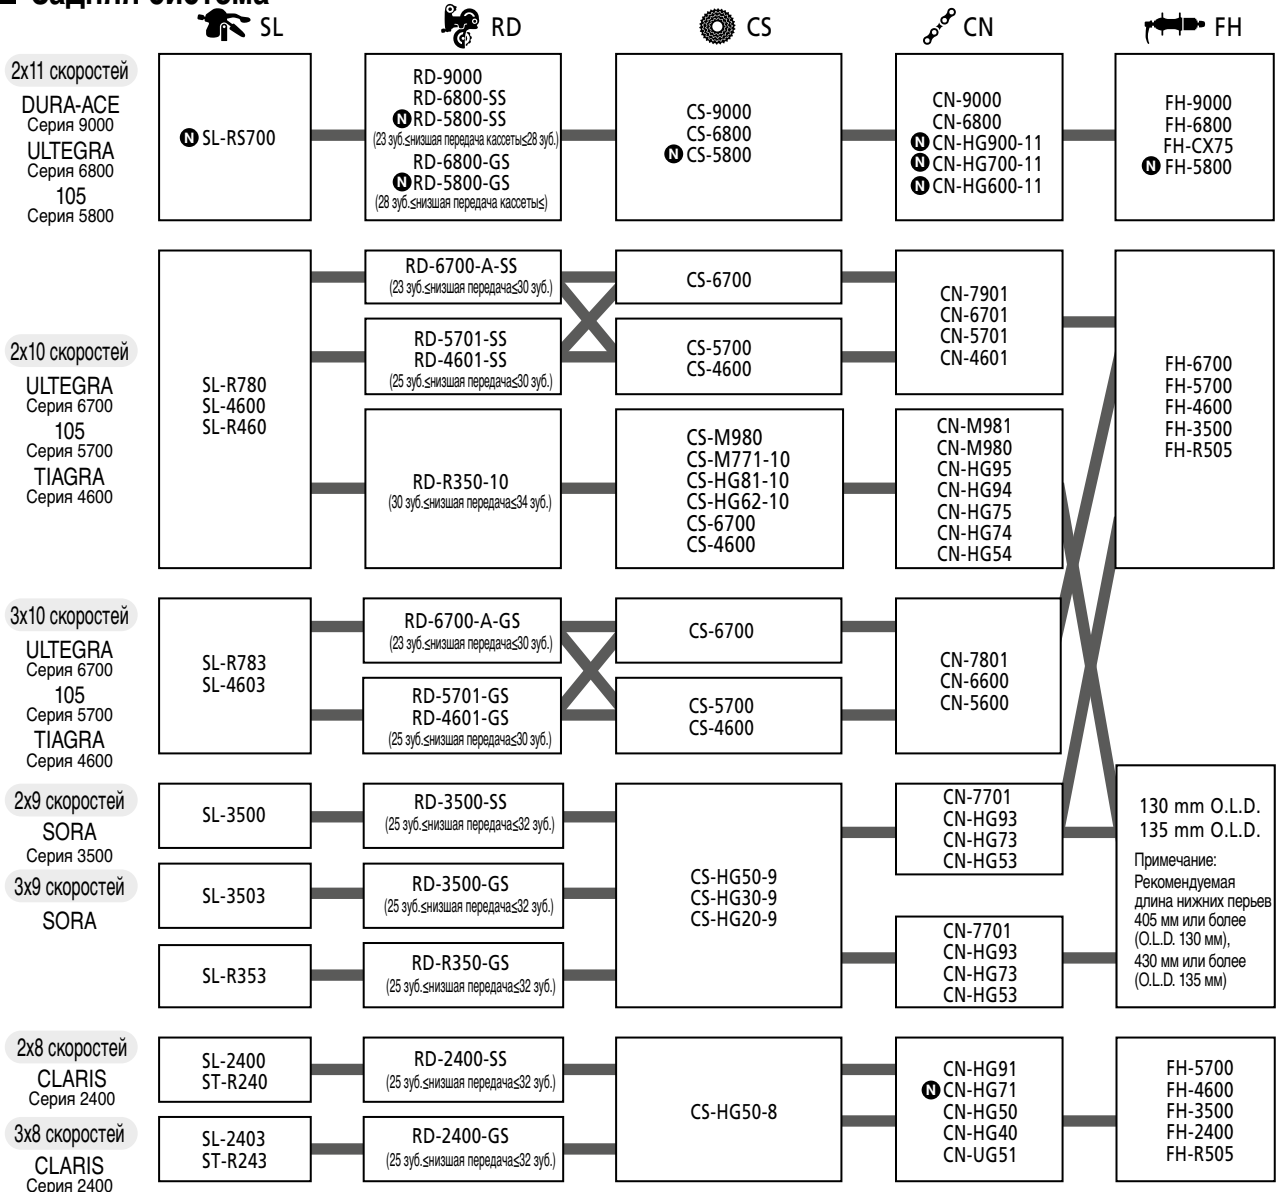 Задняя система
SL
RD
CS
CN
FH
2x11 скоростей
DURA-ACE
Серия 9000
ULTEGRA
Серия 6800
105
Серия 5800
N SL-RS700
RD-9000
RD-6800-SS
N RD-5800-SS
(23 зуб.≤низшая передача кассеты≤28 зуб.)
RD-6800-GS
N RD-5800-GS
(28 зуб.≤низшая передача кассеты≤)
CS-9000
CS-6800
N CS-5800
CN-9000
CN-6800
N CN-HG900-11
N CN-HG700-11
N CN-HG600-11
FH-9000
FH-6800
FH-CX75
N FH-5800
2x10 скоростей
ULTEGRA
Серия 6700
105
Серия 5700
TIAGRA
Серия 4600
SL-R780
SL-4600
SL-R460
RD-6700-A-SS
(23 зуб.≤низшая передача≤30 зуб.)
RD-5701-SS
RD-4601-SS
(25 зуб.≤низшая передача≤30 зуб.)
RD-R350-10
(30 зуб.≤низшая передача≤34 зуб.)
CS-6700
CS-5700
CS-4600
CS-M980
CS-M771-10
CS-HG81-10
CS-HG62-10
CS-6700
CS-4600
CN-7901
CN-6701
CN-5701
CN-4601
CN-M981
CN-M980
CN-HG95
CN-HG94
CN-HG75
CN-HG74
CN-HG54
FH-6700
FH-5700
FH-4600
FH-3500
FH-R505
3x10 скоростей
ULTEGRA
Серия 6700
105
Серия 5700
TIAGRA
Серия 4600
SL-R783
SL-4603
RD-6700-A-GS
(23 зуб.≤низшая передача≤30 зуб.)
RD-5701-GS
RD-4601-GS
(25 зуб.≤низшая передача≤30 зуб.)
CS-6700
CS-5700
CS-4600
CN-7801
CN-6600
CN-5600
2x9 скоростей
SORA
Серия 3500
3x9 скоростей
SORA
SL-3500
SL-3503
SL-R353
RD-3500-SS
(25 зуб.≤низшая передача≤32 зуб.)
RD-3500-GS
(25 зуб.≤низшая передача≤32 зуб.)
RD-R350-GS
(25 зуб.≤низшая передача≤32 зуб.)
CS-HG50-9
CS-HG30-9
CS-HG20-9
CN-7701
CN-HG93
CN-HG73
CN-HG53
CN-7701
CN-HG93
CN-HG73
CN-HG53
130 mm O.L.D.
135 mm O.L.D.
Примечание:
Рекомендуемая
длина нижних перьев
405 мм или более
(O.L.D. 130 мм),
430 мм или более
(O.L.D. 135 мм)
2x8 скоростей
CLARIS
Серия 2400
3x8 скоростей
CLARIS
Серия 2400
SL-2400
ST-R240
SL-2403
ST-R243
RD-2400-SS
(25 зуб.≤низшая передача≤32 зуб.)
RD-2400-GS
(25 зуб.≤низшая передача≤32 зуб.)
CS-HG50-8
CN-HG91
N CN-HG71
CN-HG50
CN-HG40
CN-UG51
FH-5700
FH-4600
FH-3500
FH-2400
FH-R505